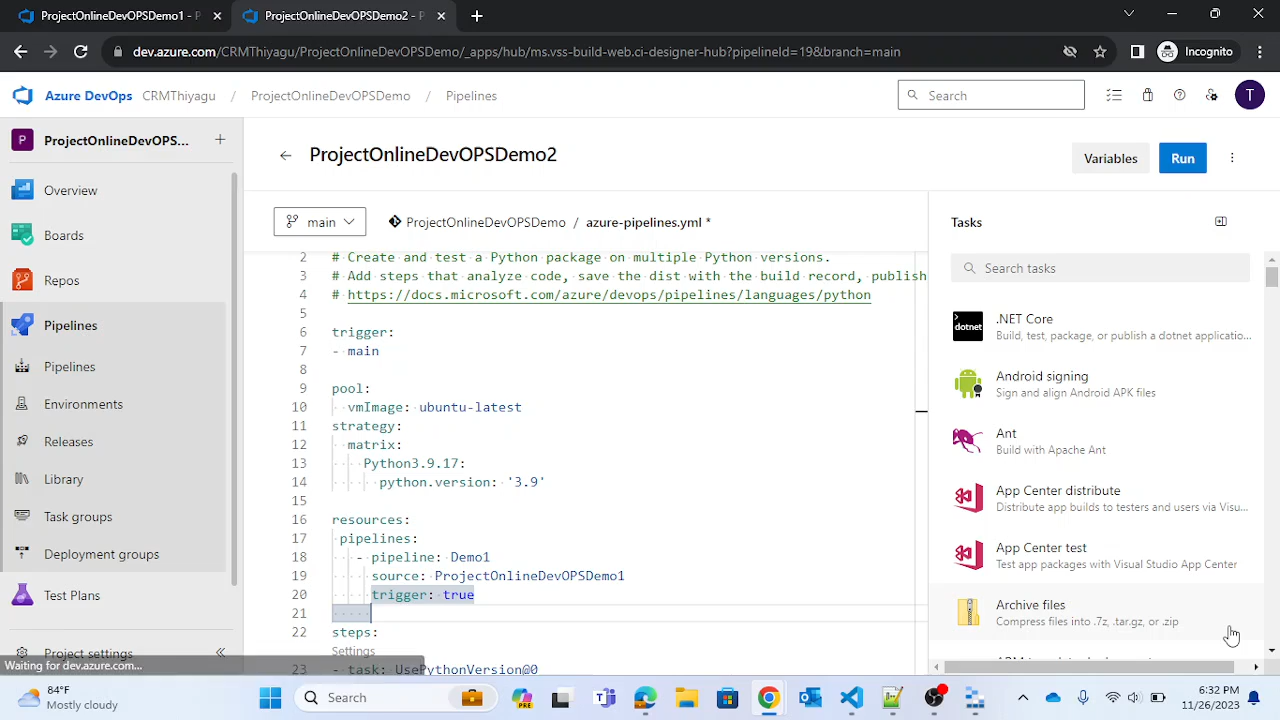 ProjectOnlineDevOPSDemo1 - P
ProjectOnlineDevOPSDemo2 - P
dev.azure.com/CRMThiyagu/ProjectOnlineDevOPSDemo/_apps/hub/ms.vss-build-web.ci-designer-hub?pipelineId=19&branch=main
Incognito
Azure DevOps CRMThiyagu / ProjectOnlineDevOPSDemo / Pipelines
Search
T
P ProjectOnlineDevOPS...
Overview
Boards
Repos
Pipelines
Pipelines
Environments
Releases
Library
Task groups
Deployment groups
Test Plans
Project settings
Waiting for dev.azure.com...
ProjectOnlineDevOPSDemo2
Variables
Run
main
ProjectOnlineDevOPSDemo / azure-pipelines.yml *
2 # Create and test a Python package on multiple Python versions.
3 # Add steps that analyze code, save the dist with the build record, publish
4 # https://docs.microsoft.com/azure/devops/pipelines/languages/python
5
6 trigger:
7 - main
8
9 pool:
10 vmImage: ubuntu-latest
11 strategy:
12 matrix:
13 Python3.9.17:
14 python.version: '3.9'
15
16 resources:
17 pipelines:
18 - pipeline: Demo1
19 source: ProjectOnlineDevOPSDemo1
20 trigger: true
21
22 steps:
Settings
23 - task: UsePythonVersion@0
Tasks
Search tasks
dotnet
.NET Core
Build, test, package, or publish a dotnet applicatio...
Android signing
Sign and align Android APK files
Ant
Build with Apache Ant
App Center distribute
Distribute app builds to testers and users via Visu...
App Center test
Test app packages with Visual Studio App Center
Archive files
Compress files into .7z, .tar.gz, or .zip
84°F
Mostly cloudy
Search
PRE
6:32 PM
11/26/2023